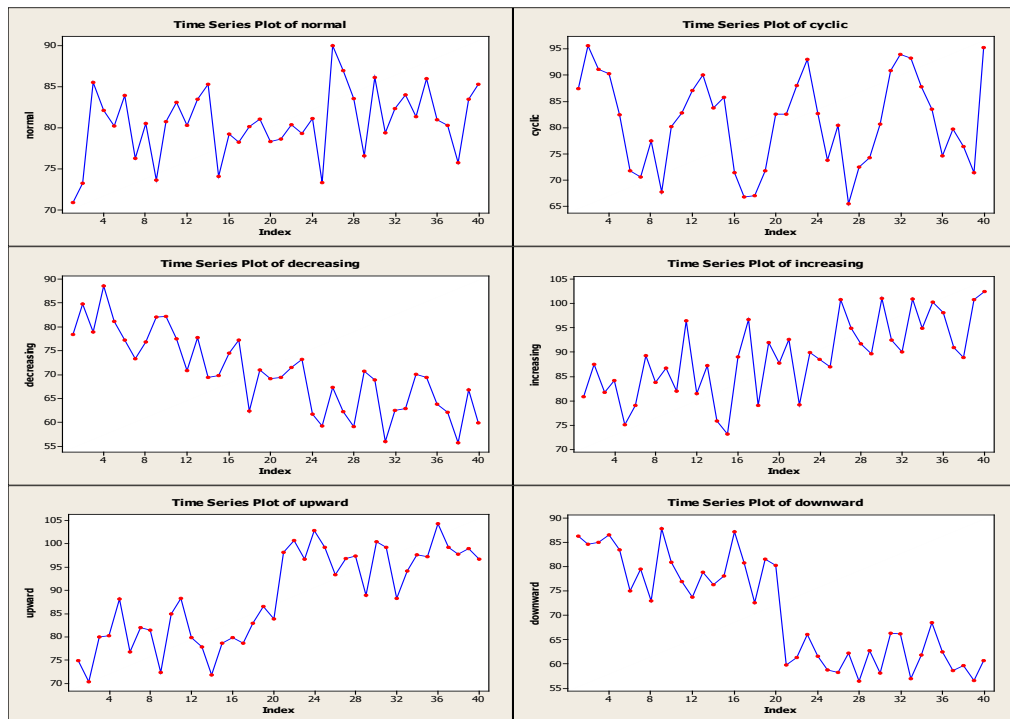 Time Series Plot of normal
90
85
80
75
70
normal
4 8 12 16 20 24 28 32 36 40
Index
Time Series Plot of cyclic
95
90
85
80
75
70
65
cyclic
4 8 12 16 20 24 28 32 36 40
Index
Time Series Plot of decreasing
90
85
80
75
70
65
60
55
decreasing
4 8 12 16 20 24 28 32 36 40
Index
Time Series Plot of increasing
105
100
95
90
85
80
75
70
increasing
4 8 12 16 20 24 28 32 36 40
Index
Time Series Plot of upward
105
100
95
90
85
80
75
70
upward
4 8 12 16 20 24 28 32 36 40
Index
Time Series Plot of downward
90
85
80
75
70
65
60
55
downward
4 8 12 16 20 24 28 32 36 40
Index